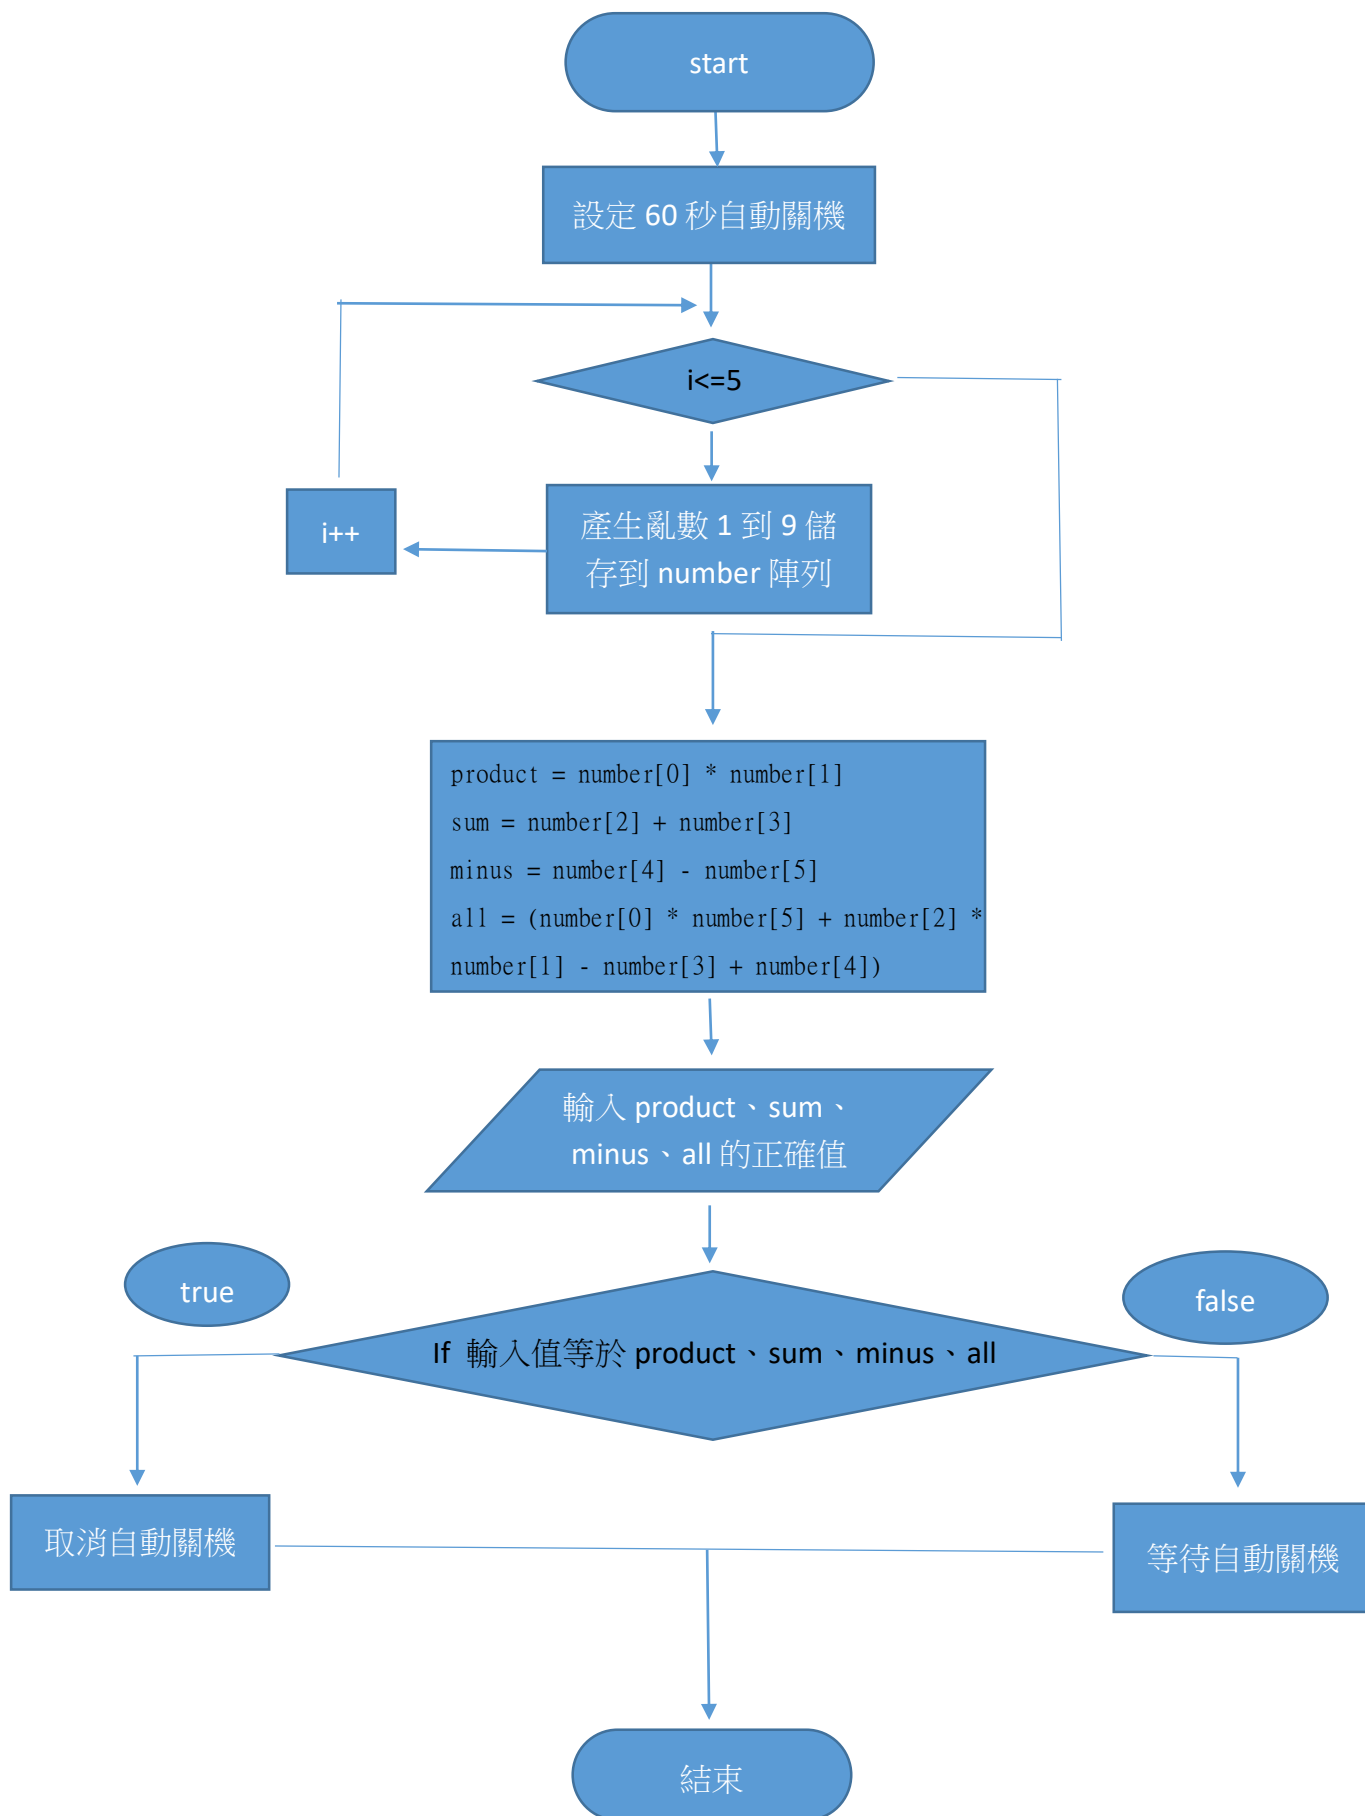 start
設定 60 秒自動關機
i<=5
i++
產生亂數 1 到 9 儲
存到 number 陣列
product = number[0] * number[1]
sum = number[2] + number[3]
minus = number[4] - number[5]
all = (number[0] * number[5] + number[2] *
number[1] - number[3] + number[4])
輸入 product、sum、
minus、all 的正確值
true
false
If 輸入值等於 product、sum、minus、all
取消自動關機
等待自動關機
結束